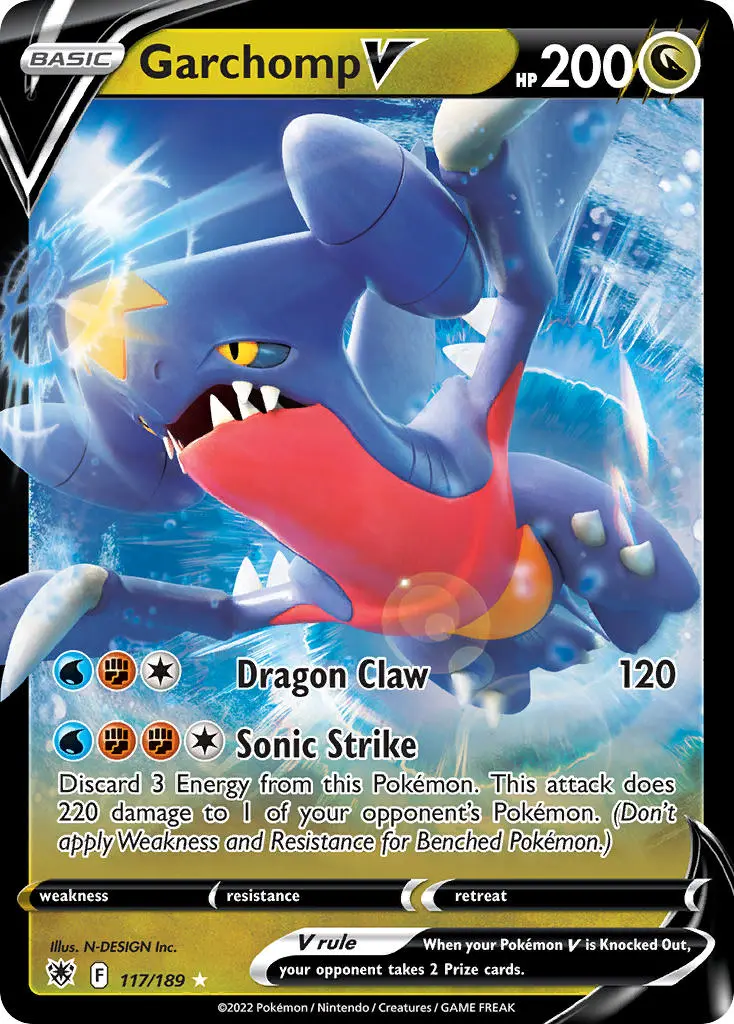 BASIC Garchomp V HP 200
Dragon Claw 120
Sonic Strike
Discard 3 Energy from this Pokémon. This attack does
220 damage to 1 of your opponent's Pokémon. (Don't
apply Weakness and Resistance for Benched Pokémon.)
weakness resistance retreat
Illus. N-DESIGN Inc.
F 117/189
V rule When your Pokémon V is Knocked Out,
your opponent takes 2 Prize cards.
©2022 Pokémon / Nintendo / Creatures / GAME FREAK